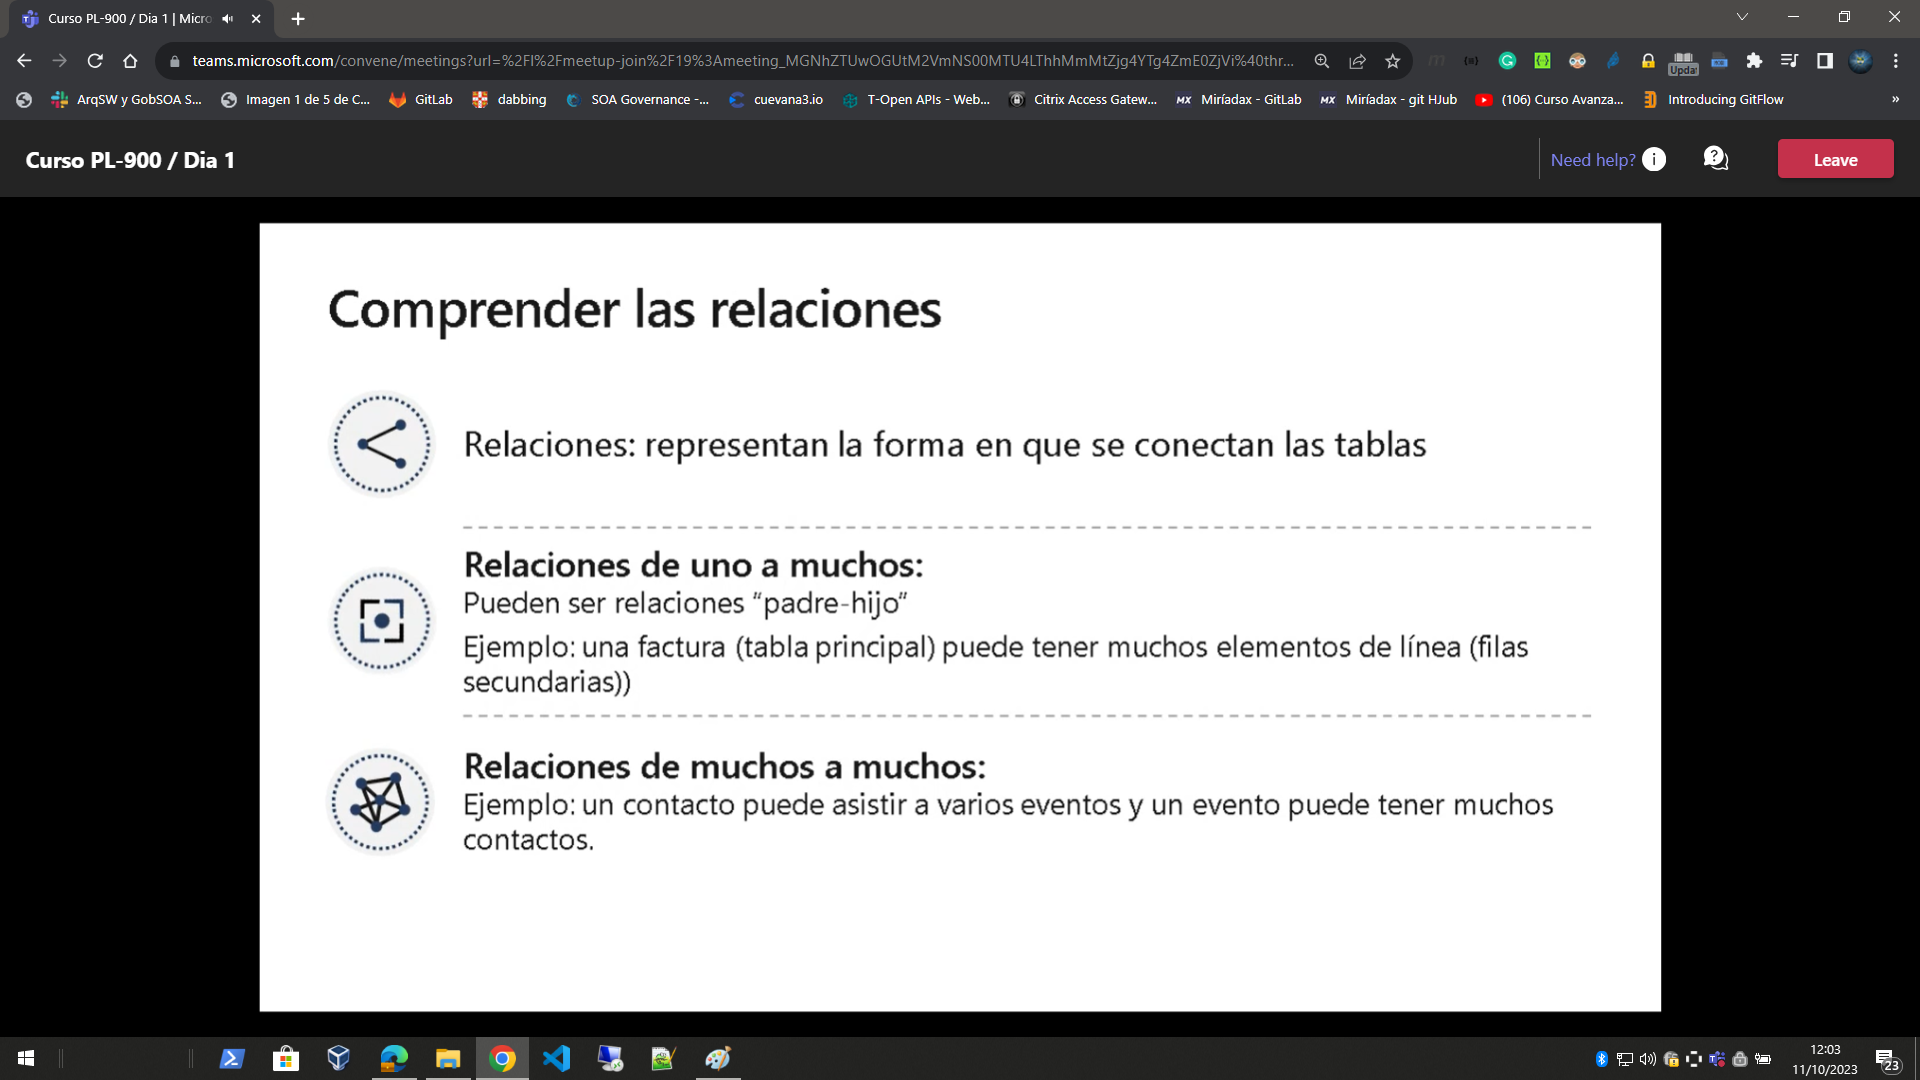 Curso PL-900 / Dia 1 | Micro
teams.microsoft.com/convene/meetings?url=%2Fl%2Fmeetup-join%2F19%3Ameeting_MGNhZTUwOGUtM2VmNS00MTU4LThhMmMtZjg4YTg4ZmE0ZjVi%40thr...
Upda
ArqSW y GobSOA S...
Imagen 1 de 5 de C...
GitLab
dabbing
SOA Governance -...
cuevana3.io
T-Open APIs - Web...
Citrix Access Gatew...
Miríadax - GitLab
Miríadax - git HJub
(106) Curso Avanza...
Introducing GitFlow
»
Curso PL-900 / Dia 1
Need help?
Leave
Comprender las relaciones
Relaciones: representan la forma en que se conectan las tablas
Relaciones de uno a muchos:
Pueden ser relaciones “padre-hijo”
Ejemplo: una factura (tabla principal) puede tener muchos elementos de línea (filas
secundarias))
Relaciones de muchos a muchos:
Ejemplo: un contacto puede asistir a varios eventos y un evento puede tener muchos
contactos.
12:03
11/10/2023
23